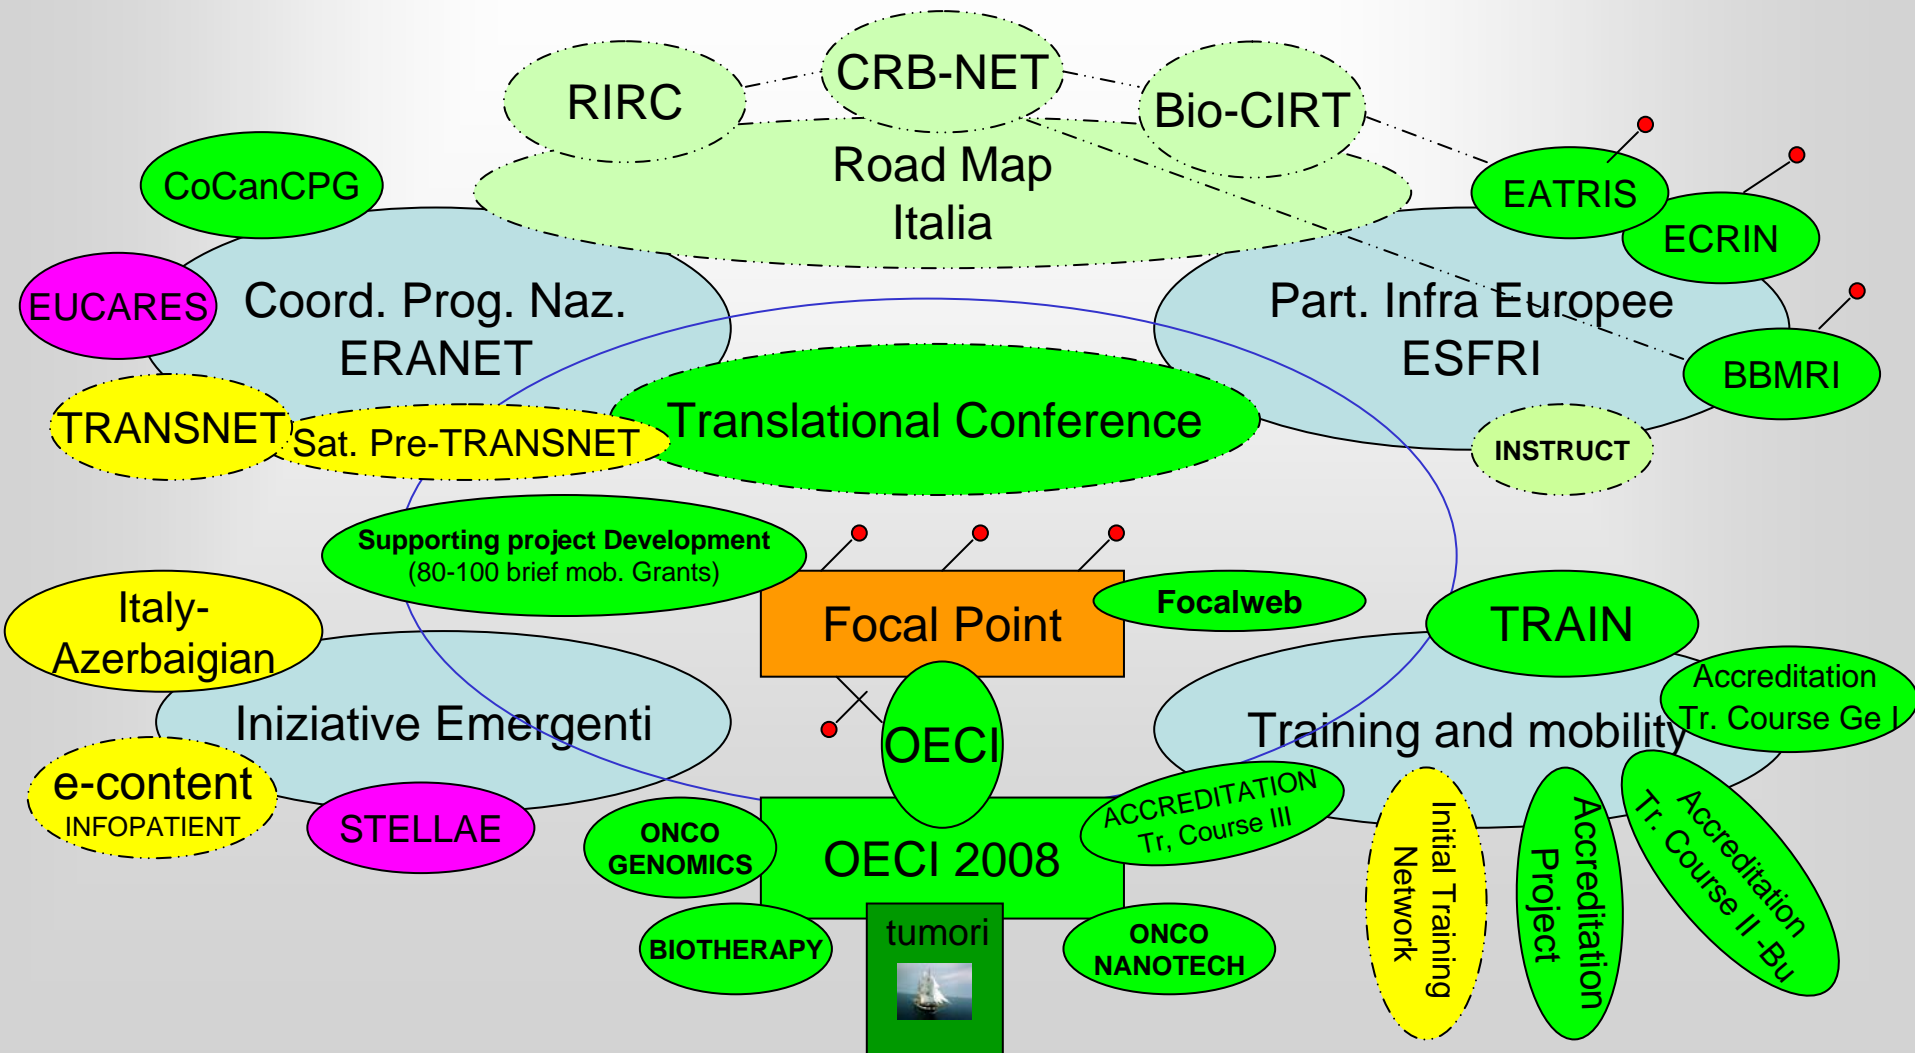 RIRC
CRB-NET
Bio-CIRT
Road Map
Italia
CoCanCPG
EATRIS
ECRIN
EUCARES
Coord. Prog. Naz.
ERANET
Part. Infra Europee
ESFRI
BBMRI
TRANSNET
Sat. Pre-TRANSNET
Translational Conference
INSTRUCT
Supporting project Development
(80-100 brief mob. Grants)
Italy-
Azerbaigian
Focal Point
Focalweb
TRAIN
Iniziative Emergenti
OECI
Training and mobility
Accreditation
Tr. Course Ge I
e-content
INFOPATIENT
STELLAE
ONCO
GENOMICS
OECI 2008
ACCREDITATION
Tr, Course III
BIOTHERAPY
tumori
ONCO
NANOTECH
Initial Training
Network
Accreditation
Project
Accreditation
Tr. Course II -Bu